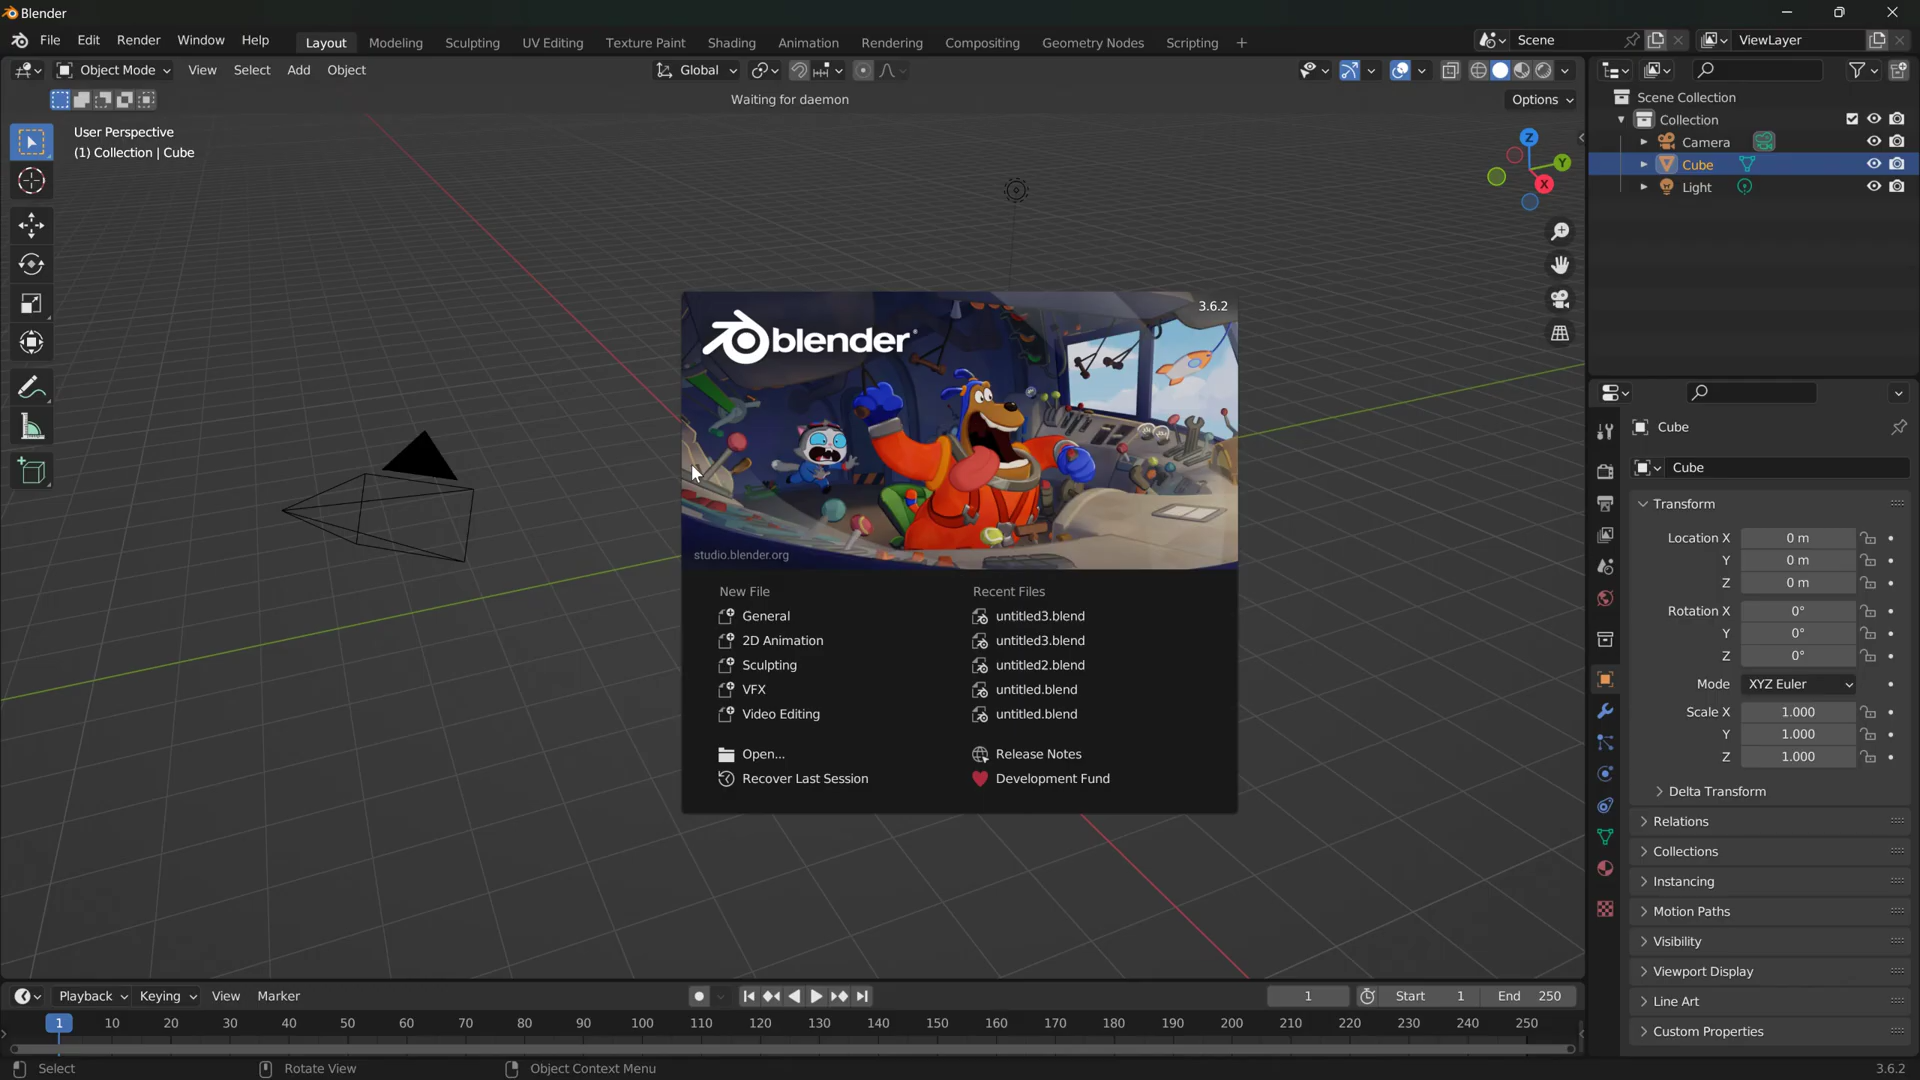 Blender
File Edit Render Window Help Layout Modeling Sculpting UV Editing Texture Paint Shading Animation Rendering Compositing Geometry Nodes Scripting + Scene ViewLayer
Object Mode View Select Add Object Global
Waiting for daemon Options
User Perspective
(1) Collection | Cube
Z
Y
X
Scene Collection
Collection
Camera
Cube
Light
3.6.2
blender
studio.blender.org
New File
General
2D Animation
Sculpting
VFX
Video Editing
Open...
Recover Last Session
Recent Files
untitled3.blend
untitled3.blend
untitled2.blend
untitled.blend
untitled.blend
Release Notes
Development Fund
Cube
Cube
Transform
Location X 0 m
Y 0 m
Z 0 m
Rotation X 0°
Y 0°
Z 0°
Mode XYZ Euler
Scale X 1.000
Y 1.000
Z 1.000
Delta Transform
Relations
Collections
Instancing
Motion Paths
Visibility
Viewport Display
Line Art
Custom Properties
Playback Keying View Marker 1 Start 1 End 250
1 10 20 30 40 50 60 70 80 90 100 110 120 130 140 150 160 170 180 190 200 210 220 230 240 250
Select Rotate View Object Context Menu 3.6.2